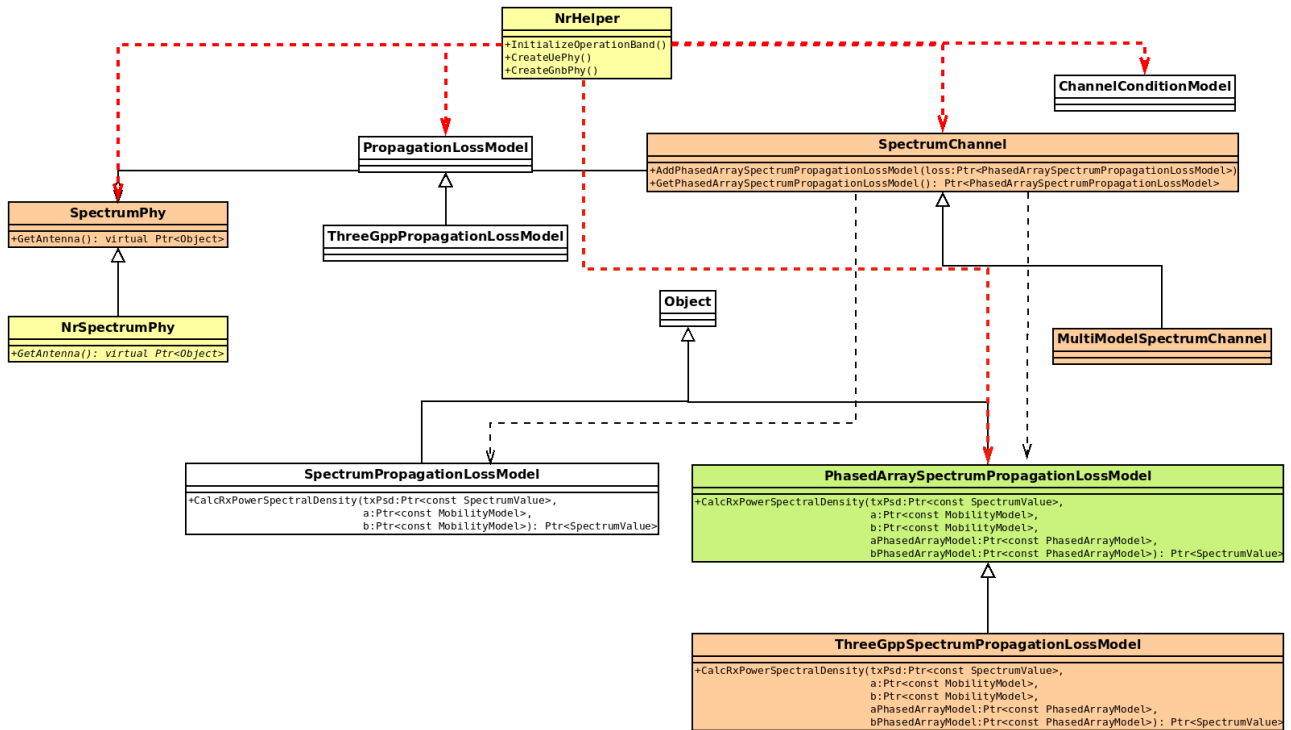 NrHelper
+InitializeOperationBand()
+CreateUePhy()
+CreateGnbPhy()
ChannelConditionModel
PropagationLossModel
SpectrumChannel
+AddPhasedArraySpectrumPropagationLossModel(loss:Ptr<PhasedArraySpectrumPropagationLossModel>)
+GetPhasedArraySpectrumPropagationLossModel(): Ptr<PhasedArraySpectrumPropagationLossModel>
SpectrumPhy
+GetAntenna(): virtual Ptr<Object>
ThreeGppPropagationLossModel
Object
NrSpectrumPhy
+GetAntenna(): virtual Ptr<Object>
MultiModelSpectrumChannel
SpectrumPropagationLossModel
+CalcRxPowerSpectralDensity(txPsd:Ptr<const SpectrumValue>,
a:Ptr<const MobilityModel>,
b:Ptr<const MobilityModel>): Ptr<SpectrumValue>
PhasedArraySpectrumPropagationLossModel
+CalcRxPowerSpectralDensity(txPsd:Ptr<const SpectrumValue>,
a:Ptr<const MobilityModel>,
b:Ptr<const MobilityModel>,
aPhasedArrayModel:Ptr<const PhasedArrayModel>,
bPhasedArrayModel:Ptr<const PhasedArrayModel>): Ptr<SpectrumValue>
ThreeGppSpectrumPropagationLossModel
+CalcRxPowerSpectralDensity(txPsd:Ptr<const SpectrumValue>,
a:Ptr<const MobilityModel>,
b:Ptr<const MobilityModel>,
aPhasedArrayModel:Ptr<const PhasedArrayModel>,
bPhasedArrayModel:Ptr<const PhasedArrayModel>): Ptr<SpectrumValue>